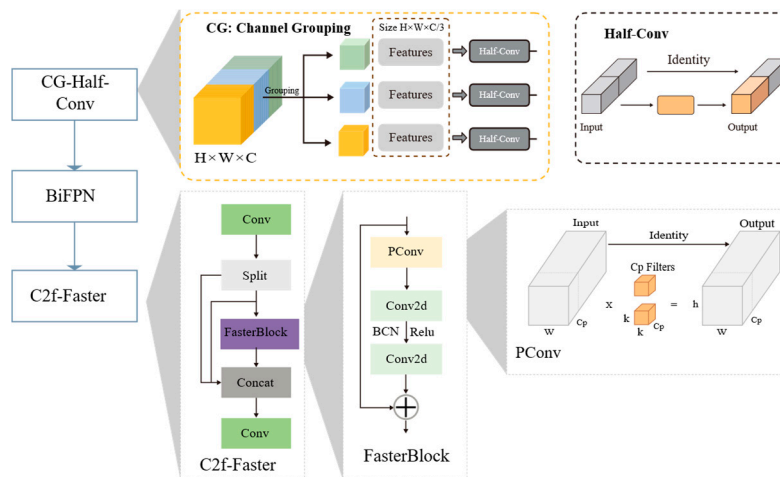 CG: Channel Grouping
Size H×W×C/3
Half-Conv
CG-Half-
Conv
Grouping
Features
Half-Conv
Features
Half-Conv
Features
Half-Conv
H×W×C
Identity
Input
Output
BiFPN
C2f-Faster
Conv
Split
FasterBlock
Concat
Conv
C2f-Faster
PConv
Conv2d
BCN
Relu
Conv2d
FasterBlock
Input
Output
Identity
Cp Filters
X
=
h
k
k
Cp
W
Cp
W
Cp
PConv